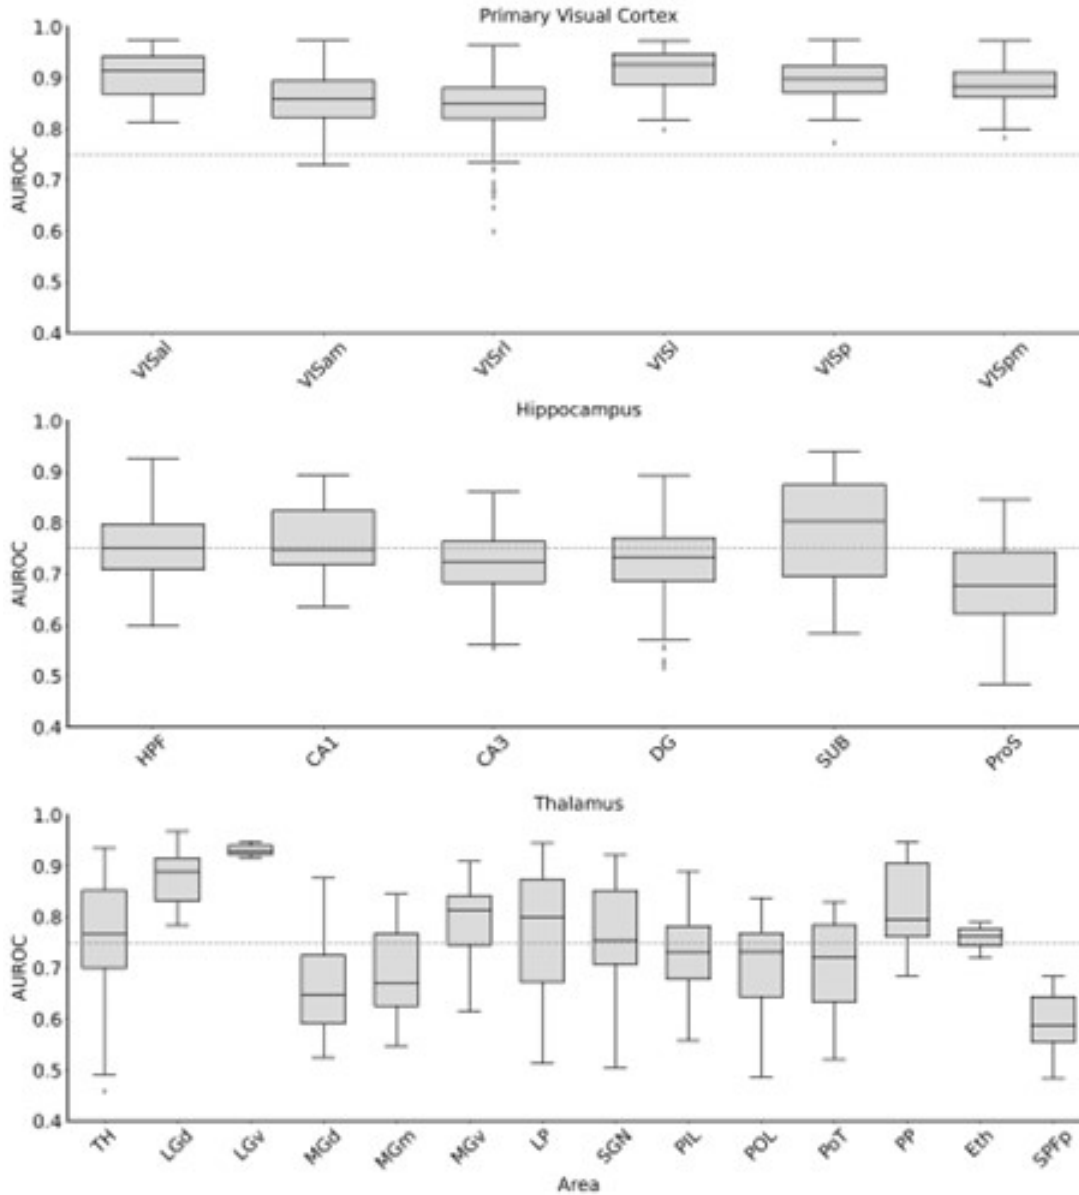 Primary Visual Cortex
1.0
0.9
0.8
0.7
0.6
0.5
0.4
AUROC
VISal VISam VISrl VISl VISp VISpm
Hippocampus
1.0
0.9
0.8
0.7
0.6
0.5
0.4
AUROC
HPF CA1 CA3 DG SUB ProS
Thalamus
1.0
0.9
0.8
0.7
0.6
0.5
0.4
AUROC
TH LGd LGv MGd MGm MGv LP SGN PIL POL PoT PP Eth SPFp
Area